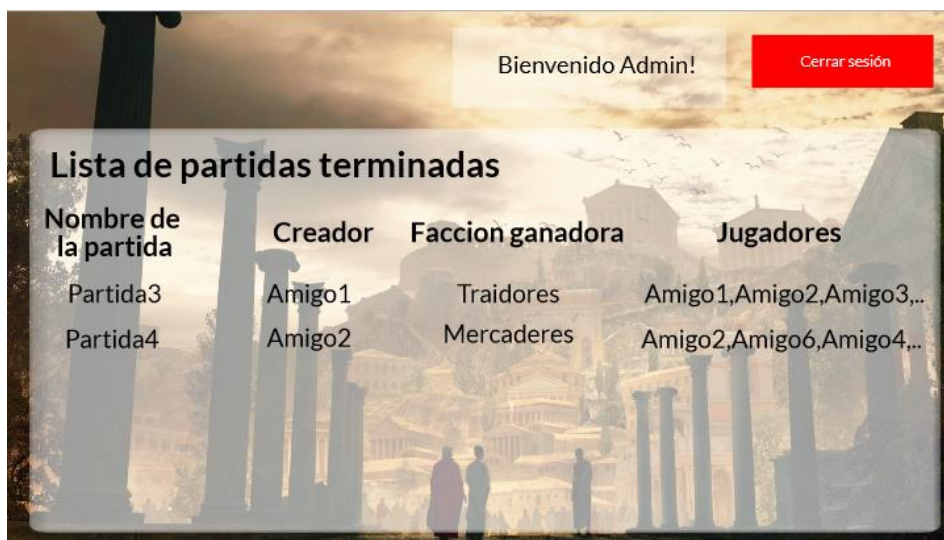 Bienvenido Admin!
Cerrar sesión
Lista de partidas terminadas
Nombre de
la partida
Creador
Faccion ganadora
Jugadores
Partida3
Amigo1
Traidores
Amigo1,Amigo2,Amigo3,..
Partida4
Amigo2
Mercaderes
Amigo2,Amigo6,Amigo4,..